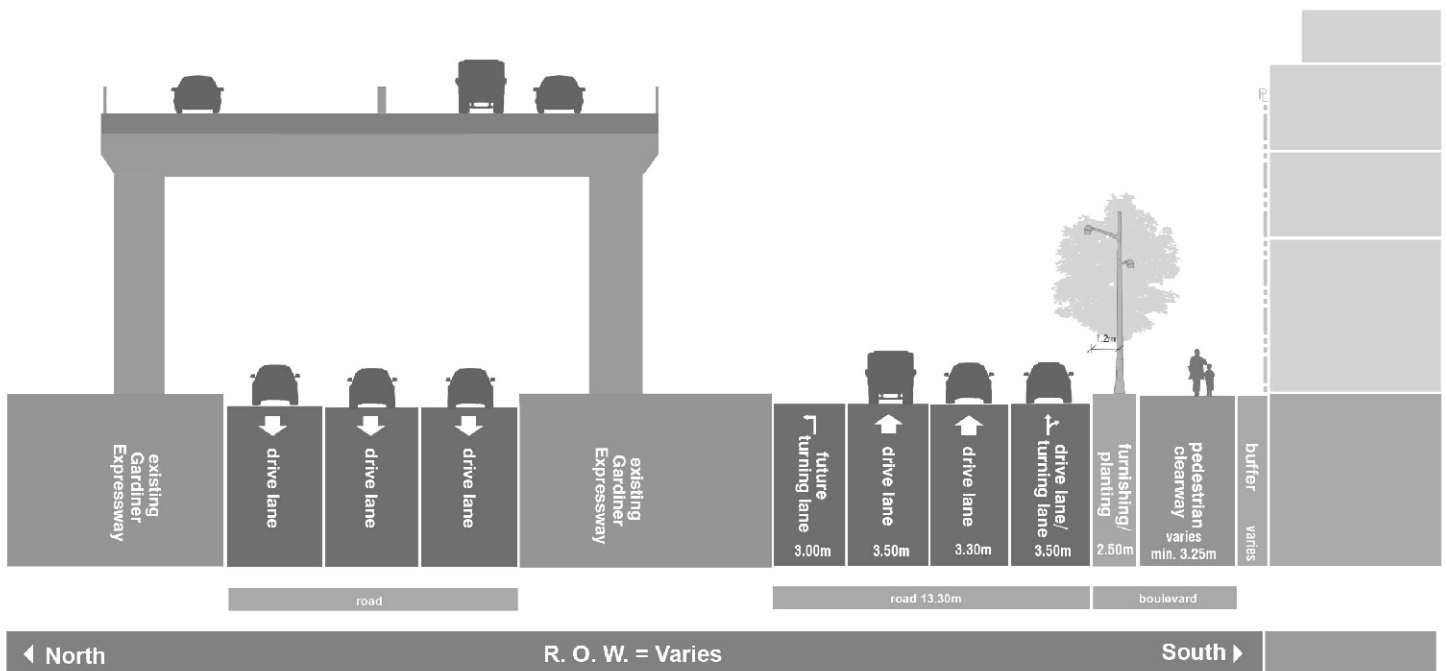 PL
1.2m
existing
Gardiner
Expressway
drive lane
drive lane
drive lane
existing
Gardiner
Expressway
future
turning lane
3.00m
drive lane
3.50m
drive lane
3.30m
drive lane/
turning lane
3.50m
furnishing/
planting
2.50m
pedestrian
clearway
varies
min. 3.25m
buffer
varies
road
road 13.30m
boulevard
North
R. O. W. = Varies
South